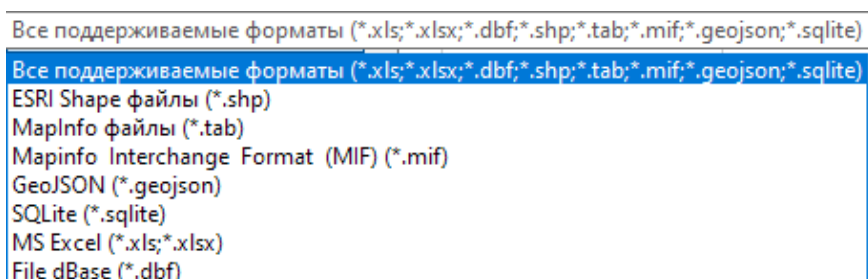 Все поддерживаемые форматы (*.xls;*.xlsx;*.dbf;*.shp;*.tab;*.mif;*.geojson;*.sqlite)
Все поддерживаемые форматы (*.xls;*.xlsx;*.dbf;*.shp;*.tab;*.mif;*.geojson;*.sqlite)
ESRI Shape файлы (*.shp)
MapInfo файлы (*.tab)
Mapinfo Interchange Format (MIF) (*.mif)
GeoJSON (*.geojson)
SQLite (*.sqlite)
MS Excel (*.xls;*.xlsx)
File dBase (*.dbf)